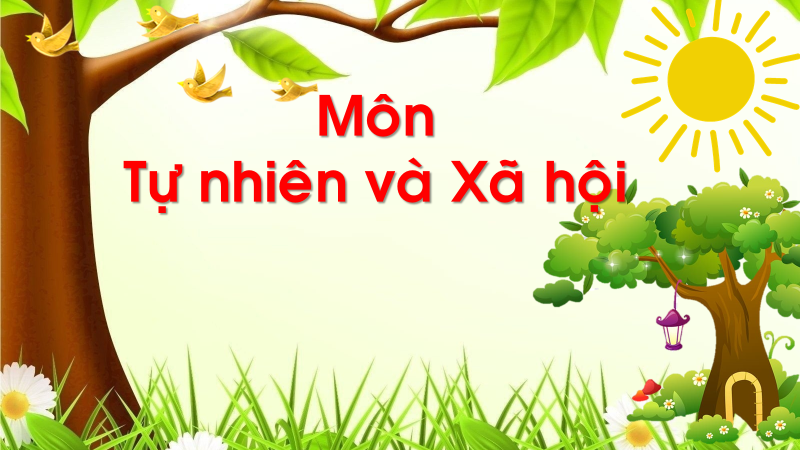 Môn
Tự nhiên và Xã hội